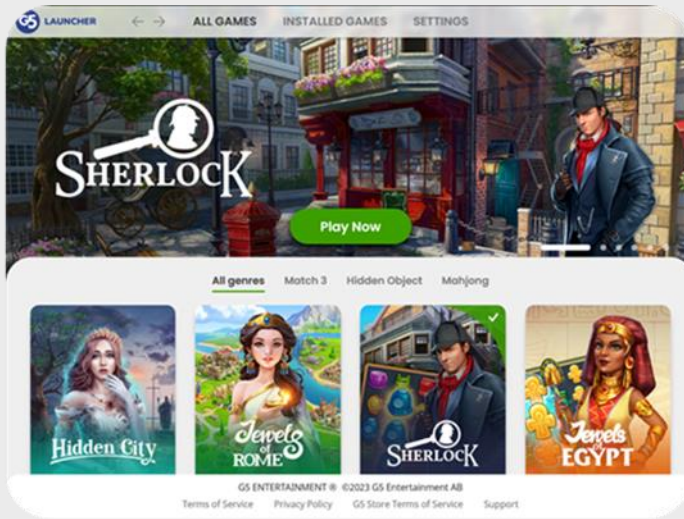 G5 LAUNCHER ← → ALL GAMES INSTALLED GAMES SETTINGS
SHERLOCK
Play Now
All genres Match 3 Hidden Object Mahjong
Hidden City
Jewels of ROME
SHERLOCK
Jewels of EGYPT
G5 ENTERTAINMENT ® ©2023 G5 Entertainment AB
Terms of Service Privacy Policy G5 Store Terms of Service Support